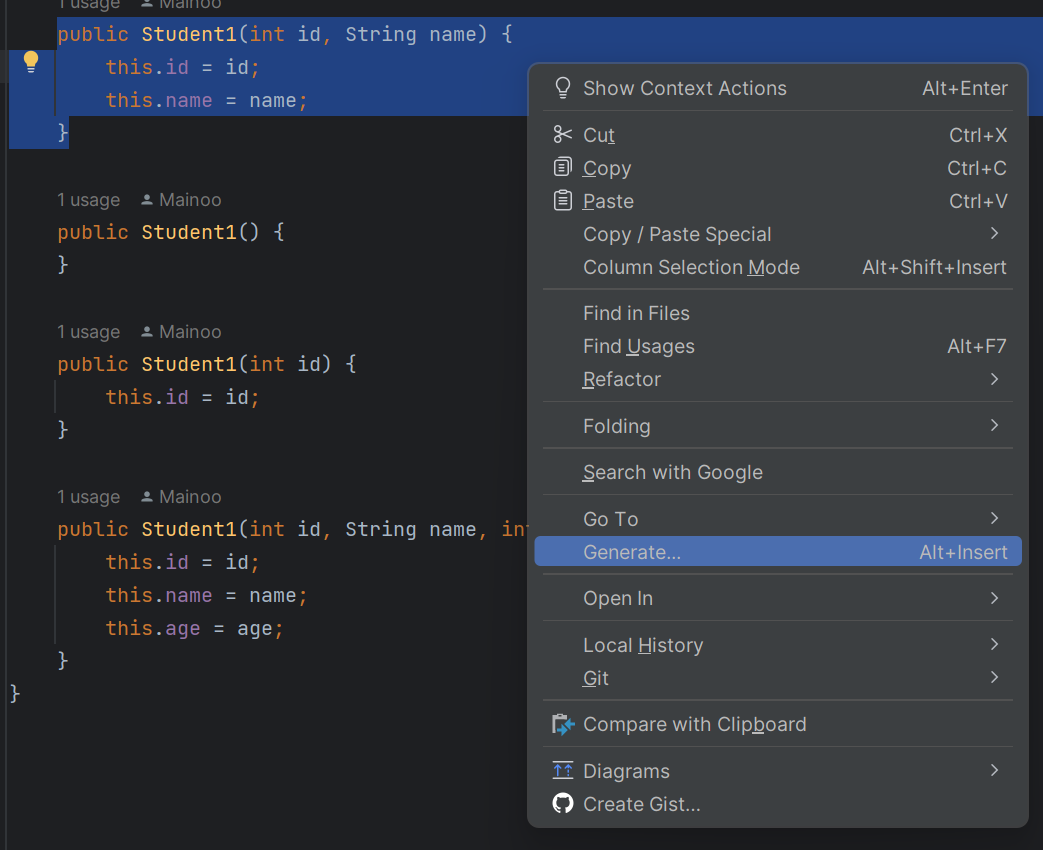 1 usage Mainoo
public Student1(int id, String name) {
this.id = id;
this.name = name;
}
1 usage Mainoo
public Student1() {
}
1 usage Mainoo
public Student1(int id) {
this.id = id;
}
1 usage Mainoo
public Student1(int id, String name, int
this.id = id;
this.name = name;
this.age = age;
}
}
Show Context Actions Alt+Enter
Cut Ctrl+X
Copy Ctrl+C
Paste Ctrl+V
Copy / Paste Special
Column Selection Mode Alt+Shift+Insert
Find in Files
Find Usages Alt+F7
Refactor
Folding
Search with Google
Go To
Generate... Alt+Insert
Open In
Local History
Git
Compare with Clipboard
Diagrams
Create Gist...